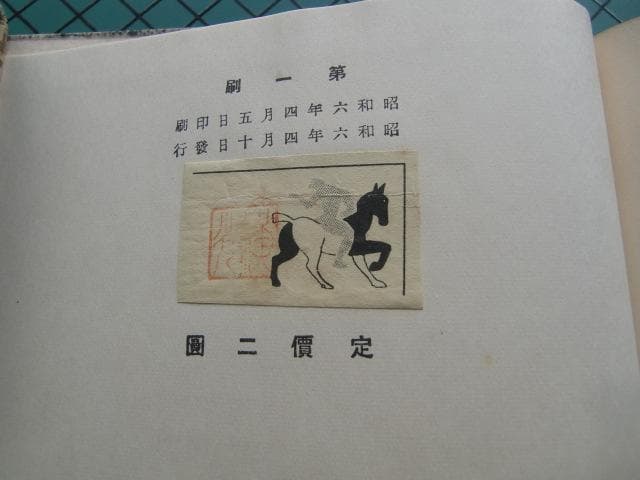 第一刷
昭和六年四月五日印刷
昭和六年四月十日發行
定價二圓